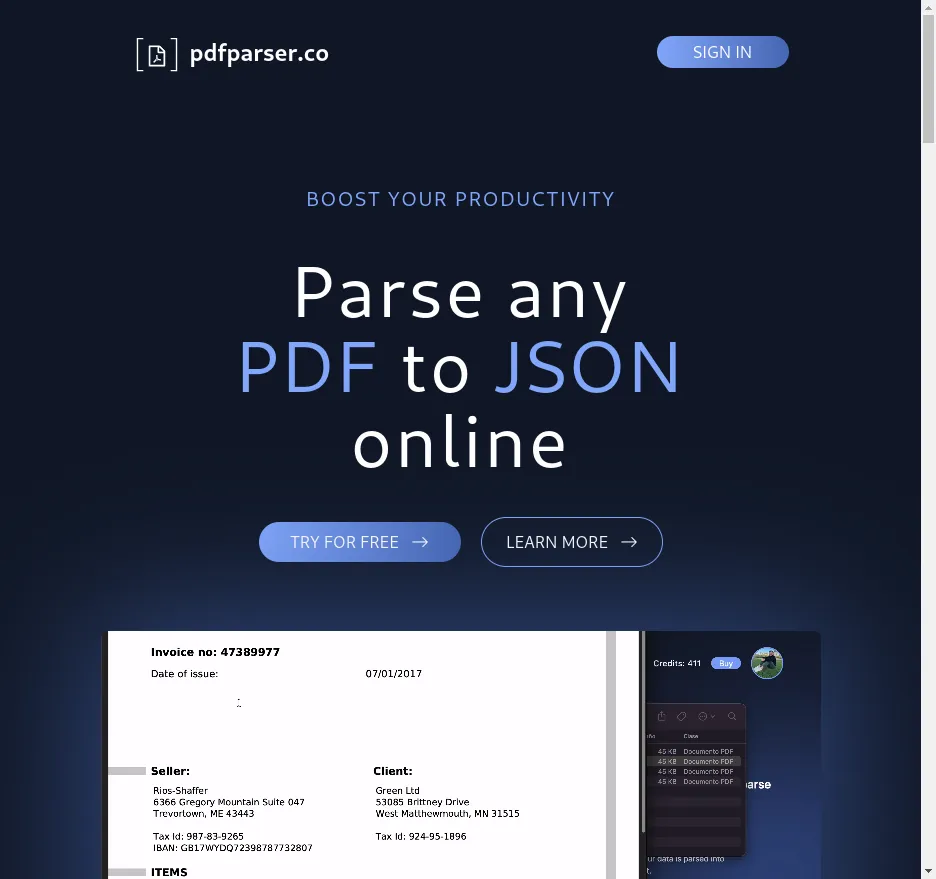 pdfparser.co
SIGN IN
BOOST YOUR PRODUCTIVITY
Parse any
PDF to JSON
online
TRY FOR FREE
LEARN MORE
Invoice no: 47389977
Date of issue: 07/01/2017
Seller: Client:
Rios-Shaffer Green Ltd
6366 Gregory Mountain Suite 047 53085 Brittney Drive
Trevortown, ME 43443 West Matthewmouth, MN 31515
Tax Id: 987-83-9265 Tax Id: 924-95-1896
IBAN: GB17WYDQ72398787732807
ITEMS
Credits: 411 Buy
Clase
45 KB Documento PDF
45 KB Documento PDF
45 KB Documento PDF
45 KB Documento PDF
arse
ur data is parsed into
t.